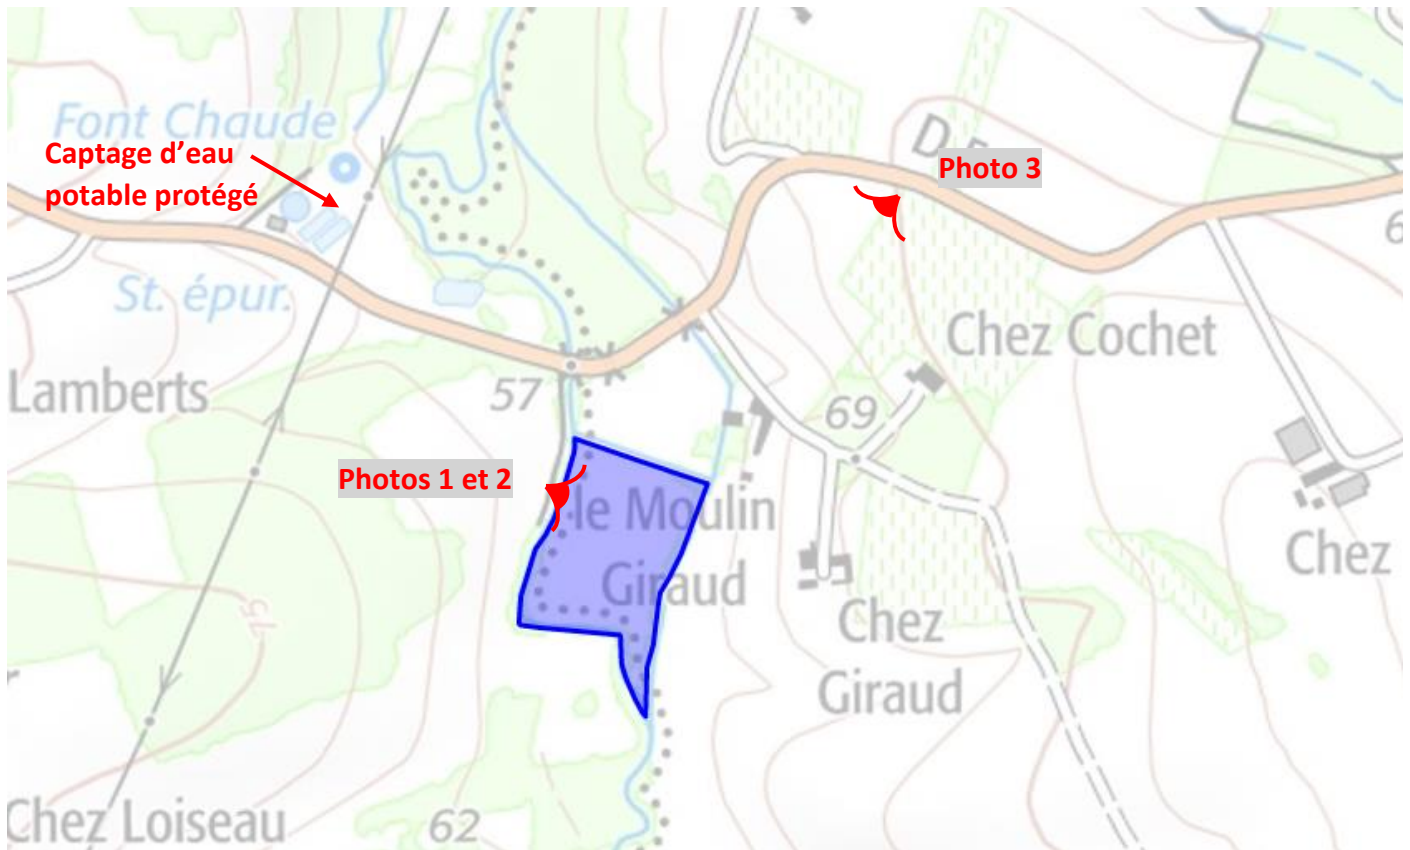 Font Chaude
Captage d’eau
potable protégé
St. épur.
D
Photo 3
6
Lamberts
57
Chez Cochet
69
Photos 1 et 2
le Moulin
Giraud
Chez
Chez
Giraud
Chez Loiseau
62